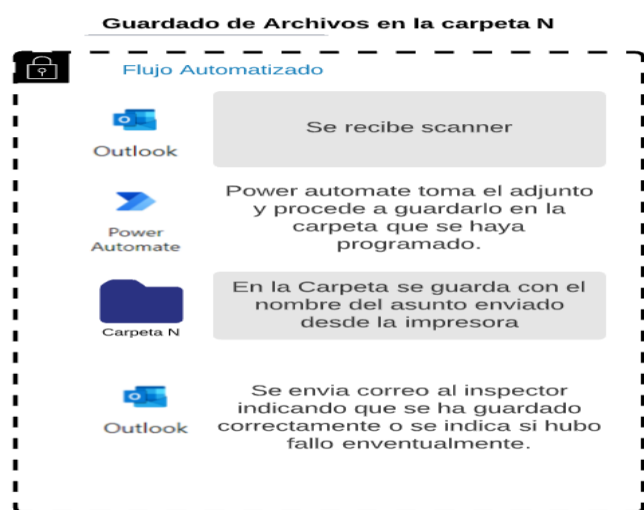 Guardado de Archivos en la carpeta N
Flujo Automatizado
Outlook
Se recibe scanner
Power
Automate
Power automate toma el adjunto
y procede a guardarlo en la
carpeta que se haya
programado.
Carpeta N
En la Carpeta se guarda con el
nombre del asunto enviado
desde la impresora
Outlook
Se envia correo al inspector
indicando que se ha guardado
correctamente o se indica si hubo
fallo enventualmente.